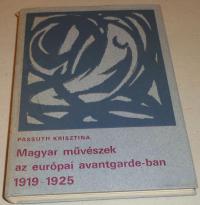 PASSUTH KRISZTINA
Magyar művészek
az európai avantgarde-ban
1919-1925